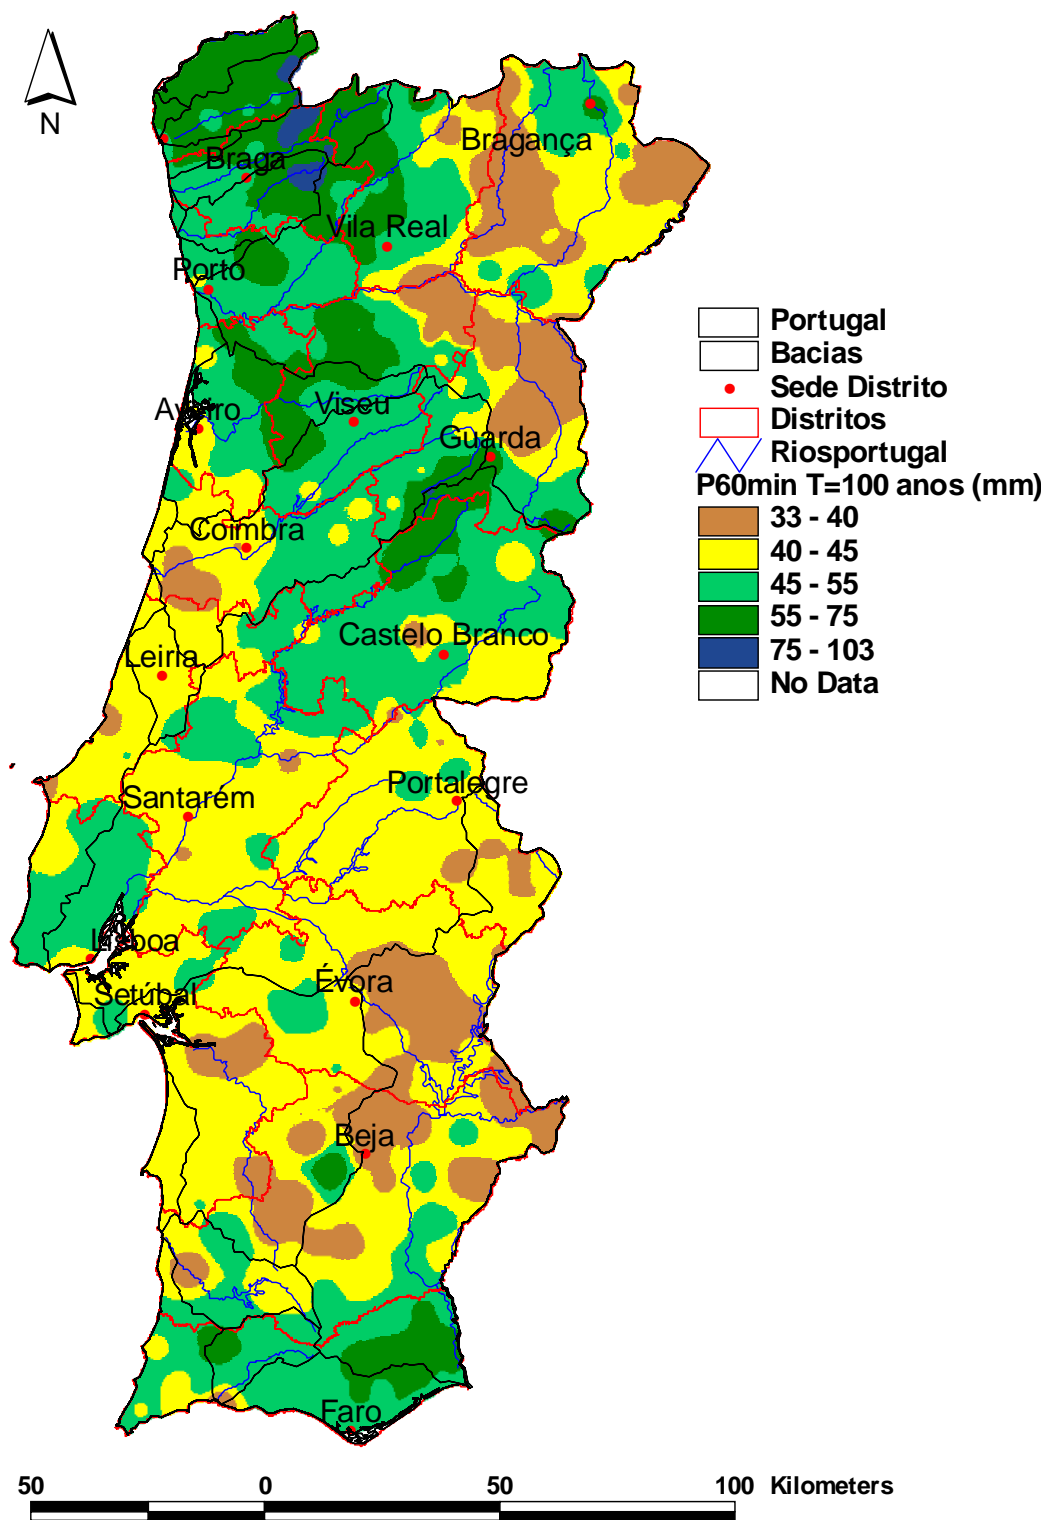 N
Bragança
Braga
Vila Real
Porto
Portugal
Bacias
Sede Distrito
Distritos
Riosportugal
P60min T=100 anos (mm)
33 - 40
40 - 45
45 - 55
55 - 75
75 - 103
No Data
Aveiro
Viseu
Guarda
Coimbra
Castelo Branco
Leiria
Portalegre
Santarém
Lisboa
Évora
Setúbal
Beja
Faro
50 0 50 100 Kilometers